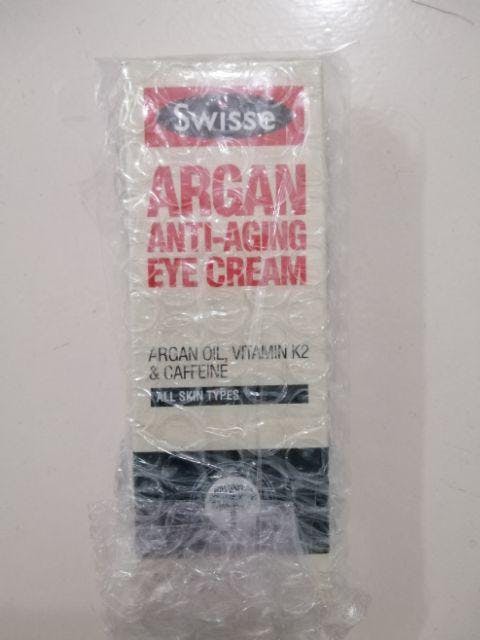 Swisse
ARGAN
ANTI-AGING
EYE CREAM
ARGAN OIL, VITAMIN K2
& CAFFEINE
ALL SKIN TYPES